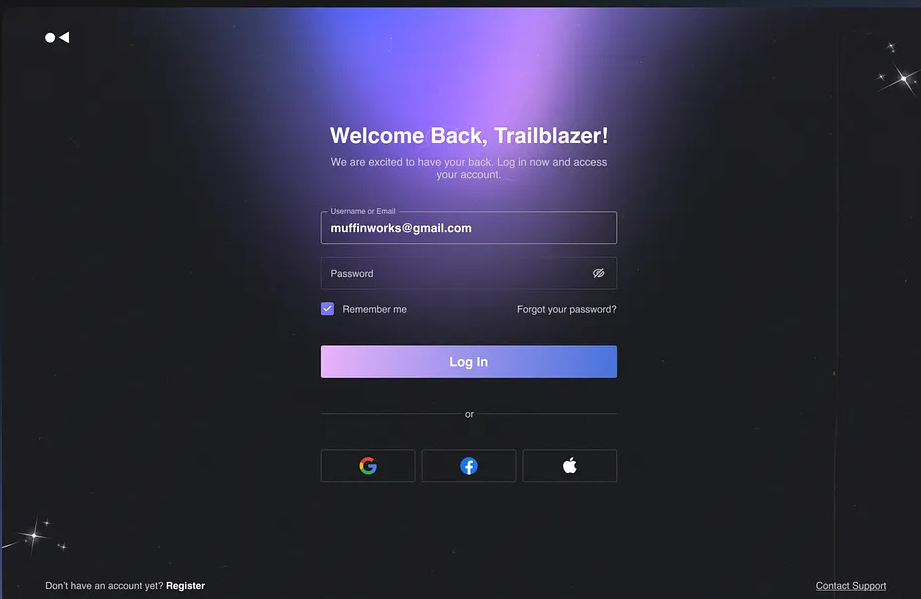 Welcome Back, Trailblazer!
We are excited to have your back. Log in now and access
your account.
Username or Email
muffinworks@gmail.com
Password
Remember me
Forgot your password?
Log In
or
Don't have an account yet? Register
Contact Support